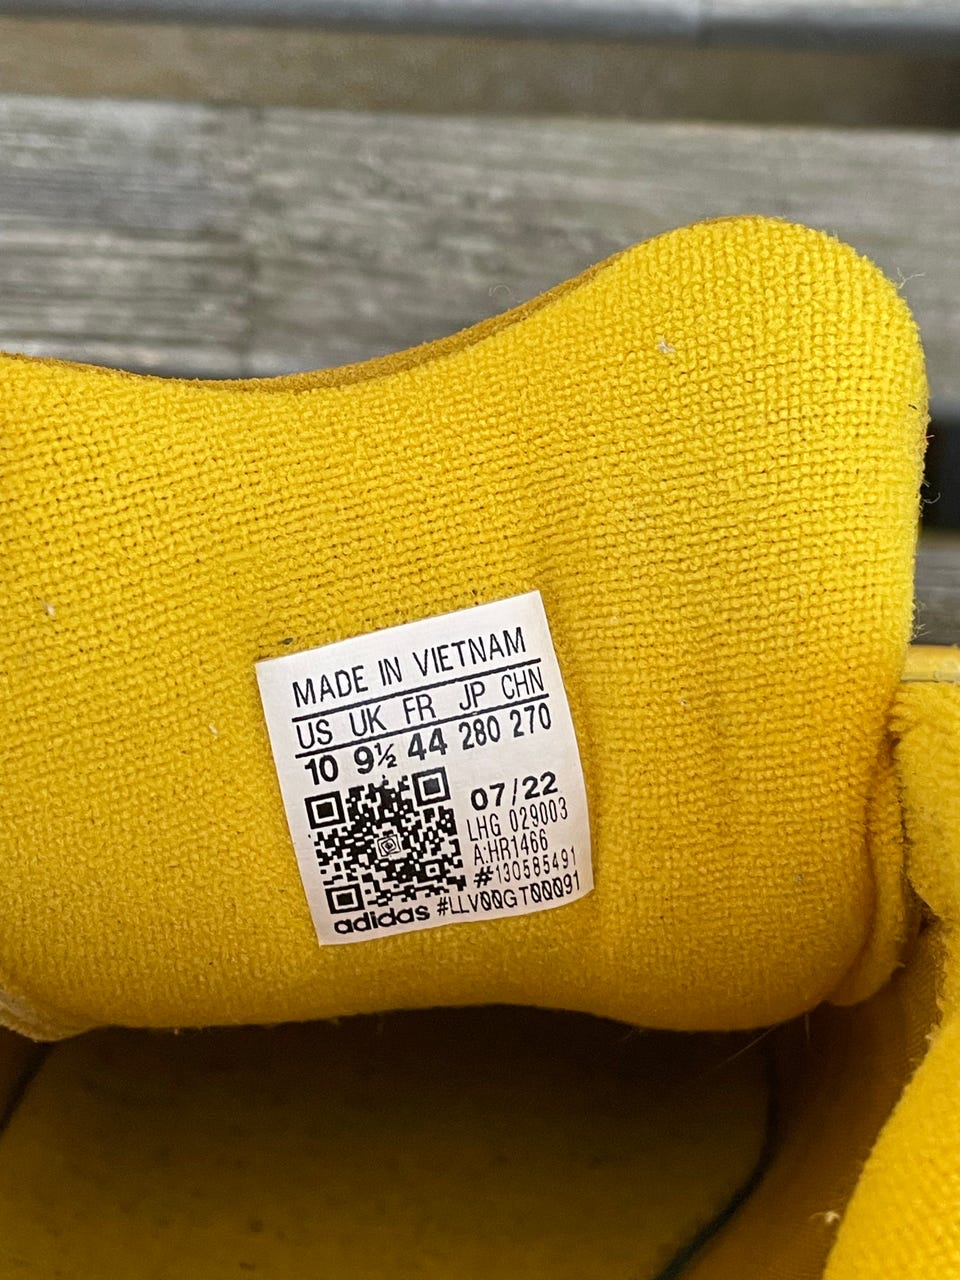 MADE IN VIETNAM
US UK FR JP CHN
10 9½ 44 280 270
07/22
LHG 029003
A:HR1466
#130585491
adidas #LLV00GT00091